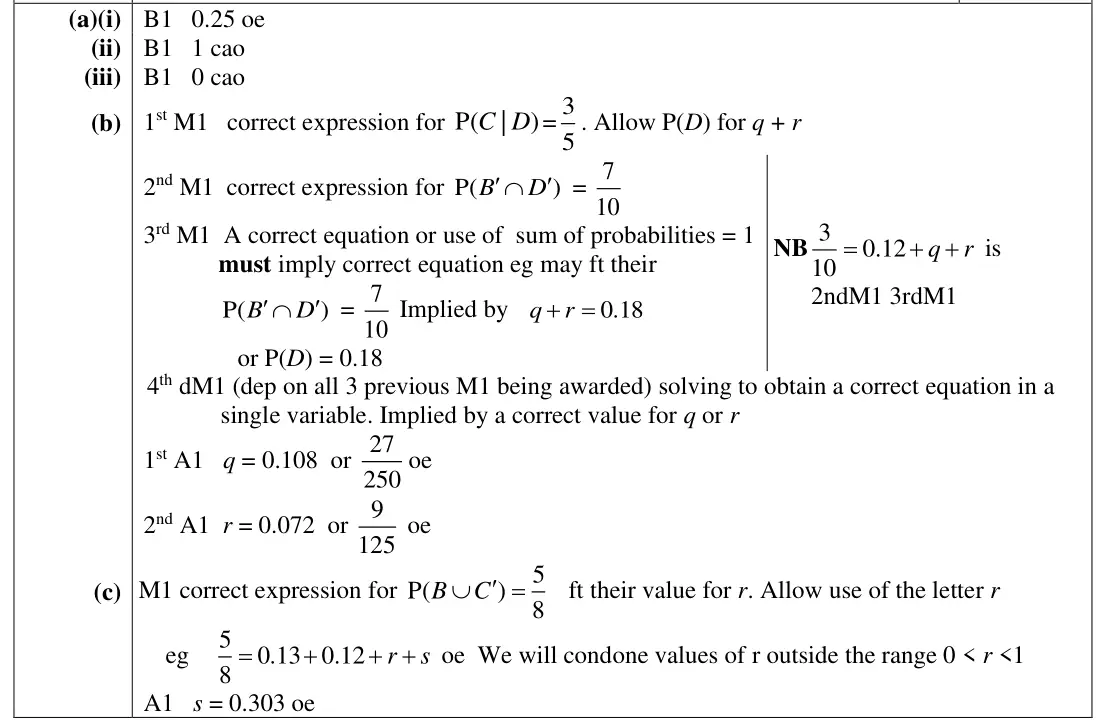 (a)(i) B1 0.25 oe
(ii) B1 1 cao
(iii) B1 0 cao
(b) 1st M1 correct expression for P(C | D) = 3/5 . Allow P(D) for q + r
2nd M1 correct expression for P(B′ ∩ D′) = 7/10
3rd M1 A correct equation or use of sum of probabilities = 1
must imply correct equation eg may ft their
P(B′ ∩ D′) = 7/10 Implied by q + r = 0.18
or P(D) = 0.18
NB 3/10 = 0.12 + q + r is
2ndM1 3rdM1
4th dM1 (dep on all 3 previous M1 being awarded) solving to obtain a correct equation in a
single variable. Implied by a correct value for q or r
1st A1 q = 0.108 or 27/250 oe
2nd A1 r = 0.072 or 9/125 oe
(c) M1 correct expression for P(B ∪ C′) = 5/8 ft their value for r. Allow use of the letter r
eg 5/8 = 0.13 + 0.12 + r + s oe We will condone values of r outside the range 0 < r <1
A1 s = 0.303 oe